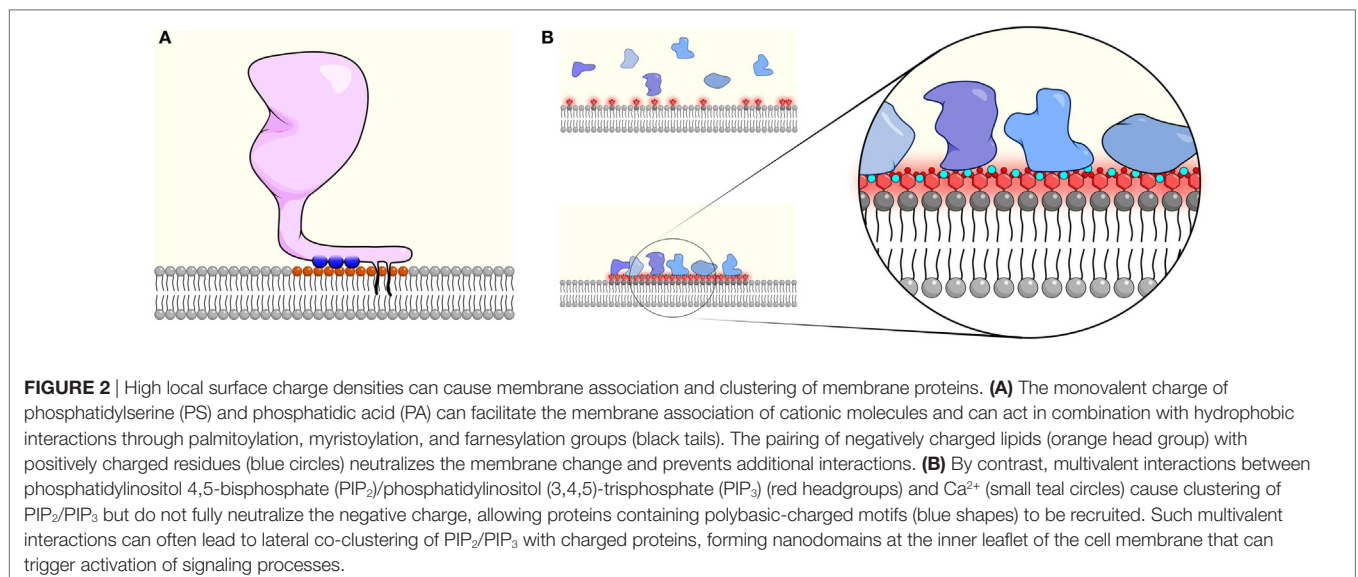 A
B
FIGURE 2 | High local surface charge densities can cause membrane association and clustering of membrane proteins. (A) The monovalent charge of
phosphatidylserine (PS) and phosphatidic acid (PA) can facilitate the membrane association of cationic molecules and can act in combination with hydrophobic
interactions through palmitoylation, myristoylation, and farnesylation groups (black tails). The pairing of negatively charged lipids (orange head group) with
positively charged residues (blue circles) neutralizes the membrane change and prevents additional interactions. (B) By contrast, multivalent interactions between
phosphatidylinositol 4,5-bisphosphate (PIP₂)/phosphatidylinositol (3,4,5)-trisphosphate (PIP₃) (red headgroups) and Ca²⁺ (small teal circles) cause clustering of
PIP₂/PIP₃ but do not fully neutralize the negative charge, allowing proteins containing polybasic-charged motifs (blue shapes) to be recruited. Such multivalent
interactions can often lead to lateral co-clustering of PIP₂/PIP₃ with charged proteins, forming nanodomains at the inner leaflet of the cell membrane that can
trigger activation of signaling processes.